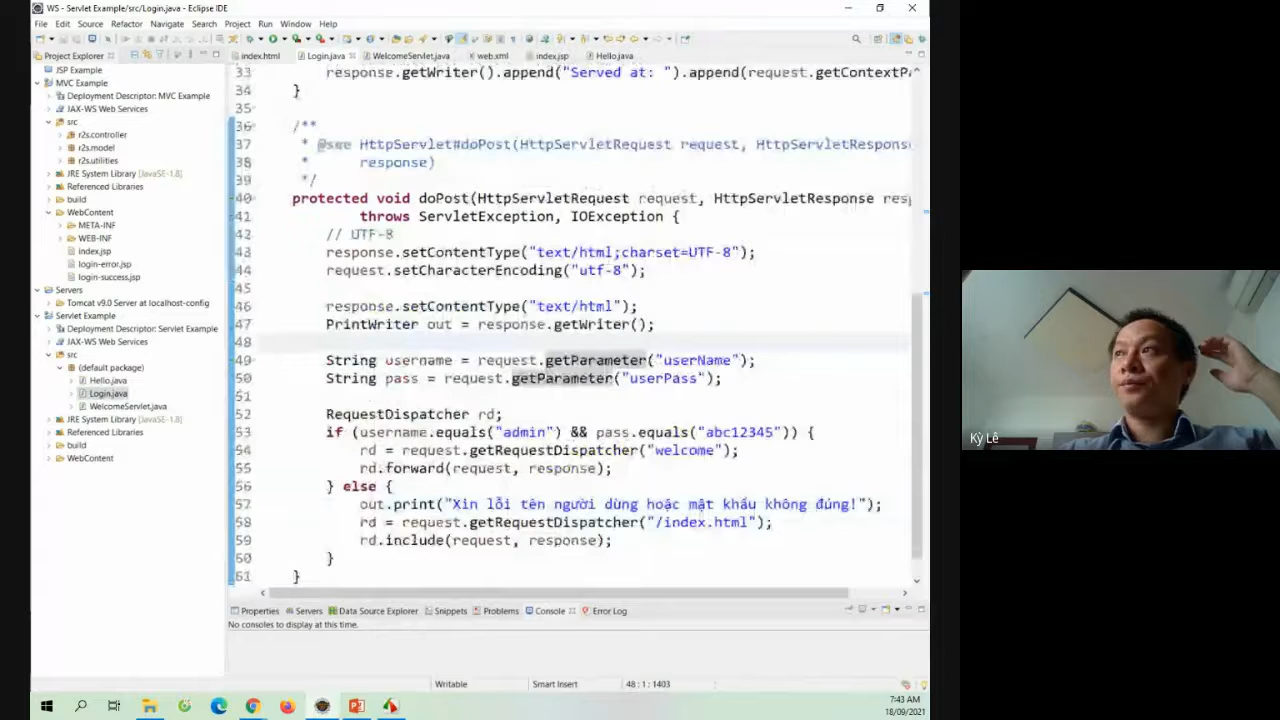 WS - Servlet Example/src/Login.java - Eclipse IDE
File Edit Source Refactor Navigate Search Project Run Window Help
Project Explorer
index.html Login.java WelcomeServlet.java web.xml index.jsp Hello.java
JSP Example
MVC Example
Deployment Descriptor: MVC Example
JAX-WS Web Services
src
r2s.controller
r2s.model
r2s.utilities
JRE System Library [JavaSE-1.8]
Referenced Libraries
build
WebContent
META-INF
WEB-INF
index.jsp
login-error.jsp
login-success.jsp
Servers
Tomcat v9.0 Server at localhost-config
Servlet Example
Deployment Descriptor: Servlet Example
JAX-WS Web Services
src
(default package)
Hello.java
Login.java
WelcomeServlet.java
JRE System Library [JavaSE-1.8]
Referenced Libraries
build
WebContent
33 response.getWriter().append("Served at: ").append(request.getContextPa
34 }
35
36 /**
37 * @see HttpServlet#doPost(HttpServletRequest request, HttpServletResponse
38 * response)
39 */
40 protected void doPost(HttpServletRequest request, HttpServletResponse resp
41 throws ServletException, IOException {
42 // UTF-8
43 response.setContentType("text/html;charset=UTF-8");
44 request.setCharacterEncoding("utf-8");
45
46 response.setContentType("text/html");
47 PrintWriter out = response.getWriter();
48
49 String username = request.getParameter("userName");
50 String pass = request.getParameter("userPass");
51
52 RequestDispatcher rd;
53 if (username.equals("admin") && pass.equals("abc12345")) {
54 rd = request.getRequestDispatcher("welcome");
55 rd.forward(request, response);
56 } else {
57 out.print("Xin lỗi tên người dùng hoặc mật khẩu không đúng!");
58 rd = request.getRequestDispatcher("/index.html");
59 rd.include(request, response);
60 }
61 }
Properties Servers Data Source Explorer Snippets Problems Console Error Log
No consoles to display at this time.
Writable Smart Insert 48 : 1 : 1403
7:43 AM
18/09/2021
Kỳ Lê